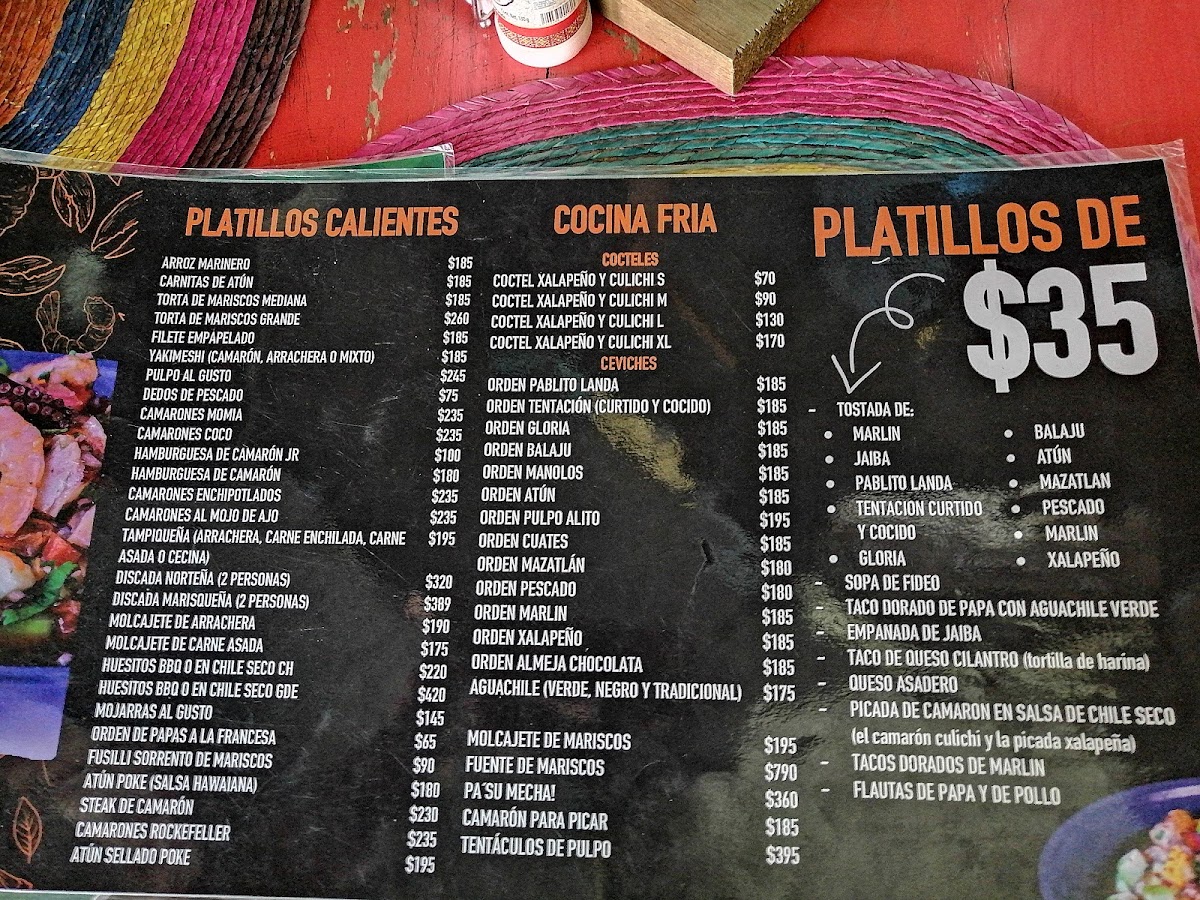 PLATILLOS CALIENTES
ARROZ MARINERO $185
CARNITAS DE ATÚN $185
TORTA DE MARISCOS MEDIANA $185
TORTA DE MARISCOS GRANDE $260
FILETE EMPAPELADO $185
YAKIMESHI (CAMARÓN, ARRACHERA O MIXTO) $185
PULPO AL GUSTO $245
DEDOS DE PESCADO $75
CAMARONES MOMIA $235
CAMARONES COCO $235
HAMBURGUESA DE CAMARÓN JR $100
HAMBURGUESA DE CAMARÓN $180
CAMARONES ENCHIPOTLADOS $235
CAMARONES AL MOJO DE AJO $235
TAMPIQUEÑA (ARRACHERA, CARNE ENCHILADA, CARNE $195
ASADA O CECINA)
DISCADA NORTEÑA (2 PERSONAS) $320
DISCADA MARISQUEÑA (2 PERSONAS) $389
MOLCAJETE DE ARRACHERA $190
MOLCAJETE DE CARNE ASADA $175
HUESITOS BBQ O EN CHILE SECO CH $220
HUESITOS BBQ O EN CHILE SECO GDE $420
MOJARRAS AL GUSTO $145
ORDEN DE PAPAS A LA FRANCESA $65
FUSILLI SORRENTO DE MARISCOS $90
ATÚN POKE (SALSA HAWAIANA) $180
STEAK DE CAMARÓN $230
CAMARONES ROCKEFELLER $235
ATÚN SELLADO POKE $195
COCINA FRIA
COCTELES
COCTEL XALAPEÑO Y CULICHI S $70
COCTEL XALAPEÑO Y CULICHI M $90
COCTEL XALAPEÑO Y CULICHI L $130
COCTEL XALAPEÑO Y CULICHI XL $170
CEVICHES
ORDEN PABLITO LANDA $185
ORDEN TENTACIÓN (CURTIDO Y COCIDO) $185
ORDEN GLORIA $185
ORDEN BALAJU $185
ORDEN MANOLOS $185
ORDEN ATÚN $185
ORDEN PULPO ALITO $195
ORDEN CUATES $185
ORDEN MAZATLÁN $180
ORDEN PESCADO $180
ORDEN MARLIN $185
ORDEN XALAPEÑO $185
ORDEN ALMEJA CHOCOLATA $185
AGUACHILE (VERDE, NEGRO Y TRADICIONAL) $175
MOLCAJETE DE MARISCOS $195
FUENTE DE MARISCOS $790
PA´SU MECHA! $360
CAMARÓN PARA PICAR $185
TENTÁCULOS DE PULPO $395
PLATILLOS DE
$35
- TOSTADA DE:
• MARLIN • BALAJU
• JAIBA • ATÚN
• PABLITO LANDA • MAZATLAN
• TENTACION CURTIDO • PESCADO
Y COCIDO • MARLIN
• GLORIA • XALAPEÑO
- SOPA DE FIDEO
- TACO DORADO DE PAPA CON AGUACHILE VERDE
- EMPANADA DE JAIBA
- TACO DE QUESO CILANTRO (tortilla de harina)
- QUESO ASADERO
- PICADA DE CAMARON EN SALSA DE CHILE SECO
(el camarón culichi y la picada xalapeña)
- TACOS DORADOS DE MARLIN
- FLAUTAS DE PAPA Y DE POLLO